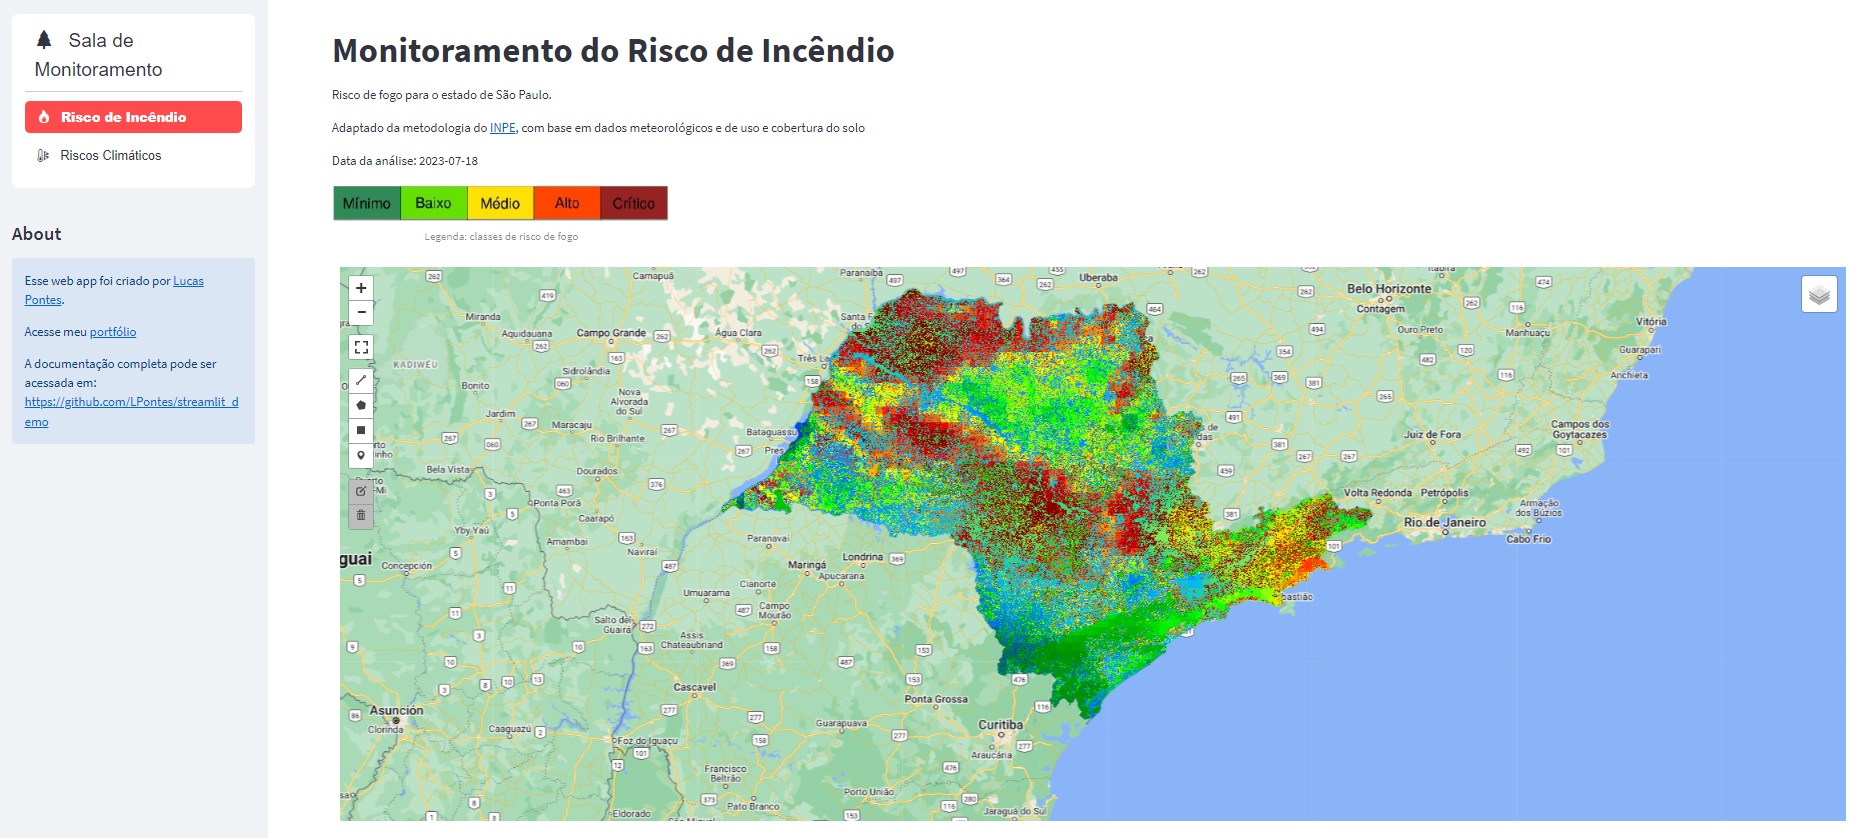 Sala de
Monitoramento
Risco de Incêndio
Riscos Climáticos
About
Esse web app foi criado por Lucas
Pontes.
Acesse meu portfólio
A documentação completa pode ser
acessada em:
https://github.com/LPontes/streamlit_d
emo
Monitoramento do Risco de Incêndio
Risco de fogo para o estado de São Paulo.
Adaptado da metodologia do INPE, com base em dados meteorológicos e de uso e cobertura do solo
Data da análise: 2023-07-18
Mínimo Baixo Médio Alto Crítico
Legenda: classes de risco de fogo
+
−
Camapuã
Paranaíba
Uberaba
Belo Horizonte
Contagem
Ouro Preto
Manhuaçu
Vitória
Guarapari
Anchieta
Miranda
Aquidauana
Campo Grande
Água Clara
Santa F
Três La
KADIWÉU
Sidrolândia
Bonito
Nova
Alvorada
do Sul
Jardim
Maracaju
Rio Brilhante
Bataguassu
Pres
Bela Vista
Dourados
Ponta Porã
Caarapó
Yby Yaú
Amambai
Naviraí
Paranavaí
Londrina
Maringá
Apucarana
guai
Concepción
Umuarama
Cianorte
Campo
Mourão
Salto del
Guairá
Assis
Chateaubriand
Cascavel
Ponta Grossa
Guarapuava
Curitiba
Araucária
Asunción
Clorinda
Caaguazú
Foz do Iguaçu
Francisco
Beltrão
Pato Branco
Porto União
Jaraguá do Sul
Eldorado
Juiz de Fora
Campos dos
Goytacazes
Volta Redonda
Petrópolis
Rio de Janeiro
Armação
dos Búzios
Cabo Frio
bastião